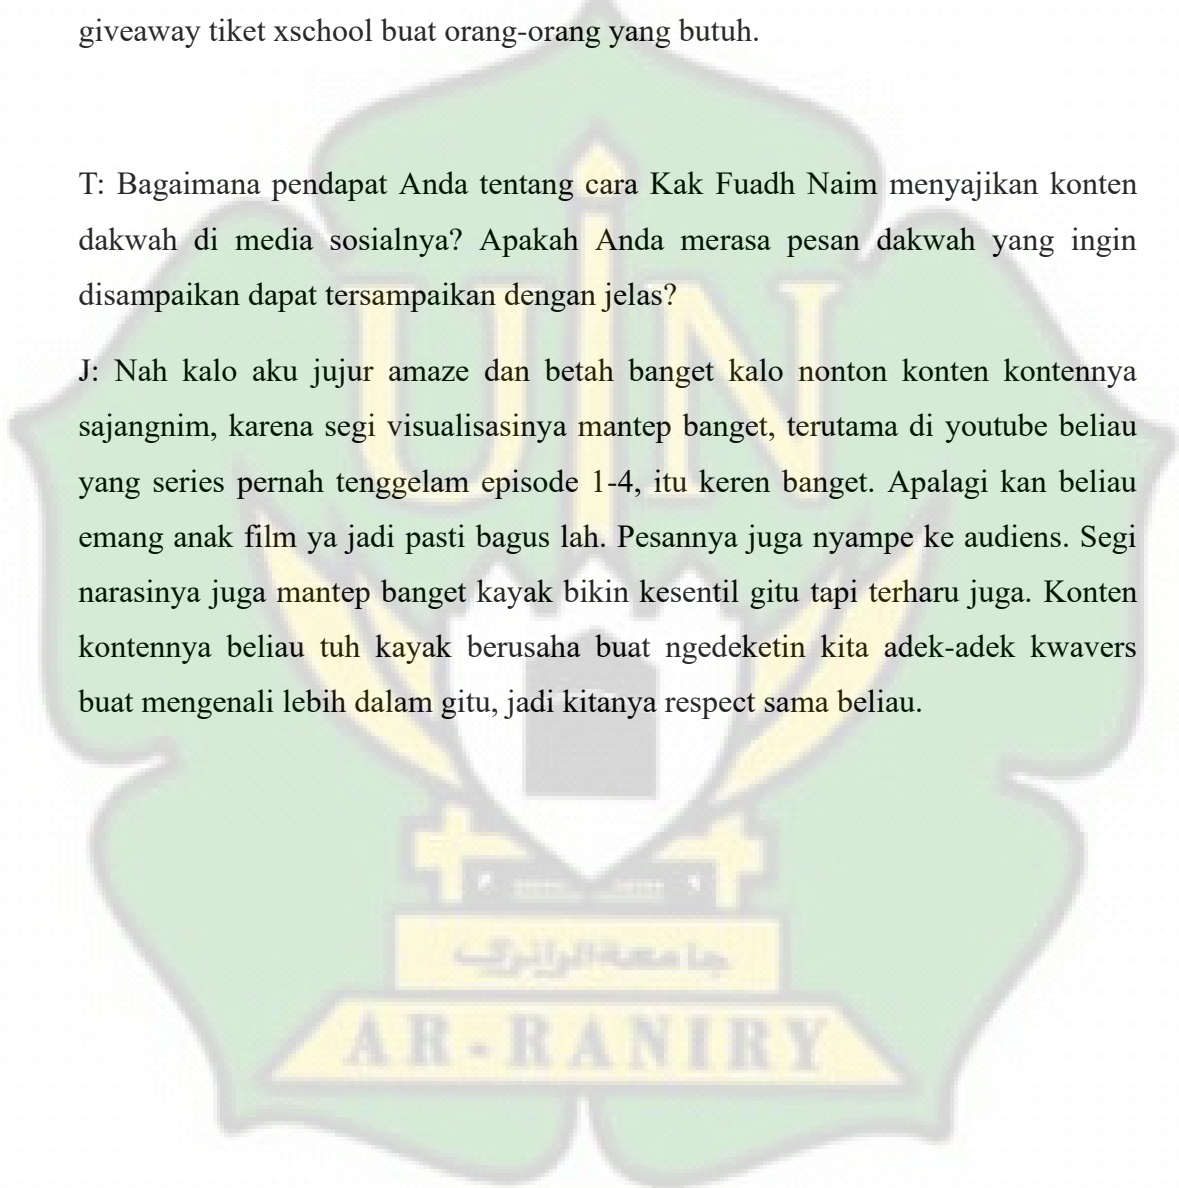 giveaway tiket xschool buat orang-orang yang butuh.
T: Bagaimana pendapat Anda tentang cara Kak Fuadh Naim menyajikan konten
dakwah di media sosialnya? Apakah Anda merasa pesan dakwah yang ingin
disampaikan dapat tersampaikan dengan jelas?
J: Nah kalo aku jujur amaze dan betah banget kalo nonton konten kontennya
sajangnim, karena segi visualisasinya mantep banget, terutama di youtube beliau
yang series pernah tenggelam episode 1-4, itu keren banget. Apalagi kan beliau
emang anak film ya jadi pasti bagus lah. Pesannya juga nyampe ke audiens. Segi
narasinya juga mantep banget kayak bikin kesentil gitu tapi terharu juga. Konten
kontennya beliau tuh kayak berusaha buat ngedeketin kita adek-adek kwavers
buat mengenali lebih dalam gitu, jadi kitanya respect sama beliau.
UIN
جامعة الرانري
AR-RANIRY